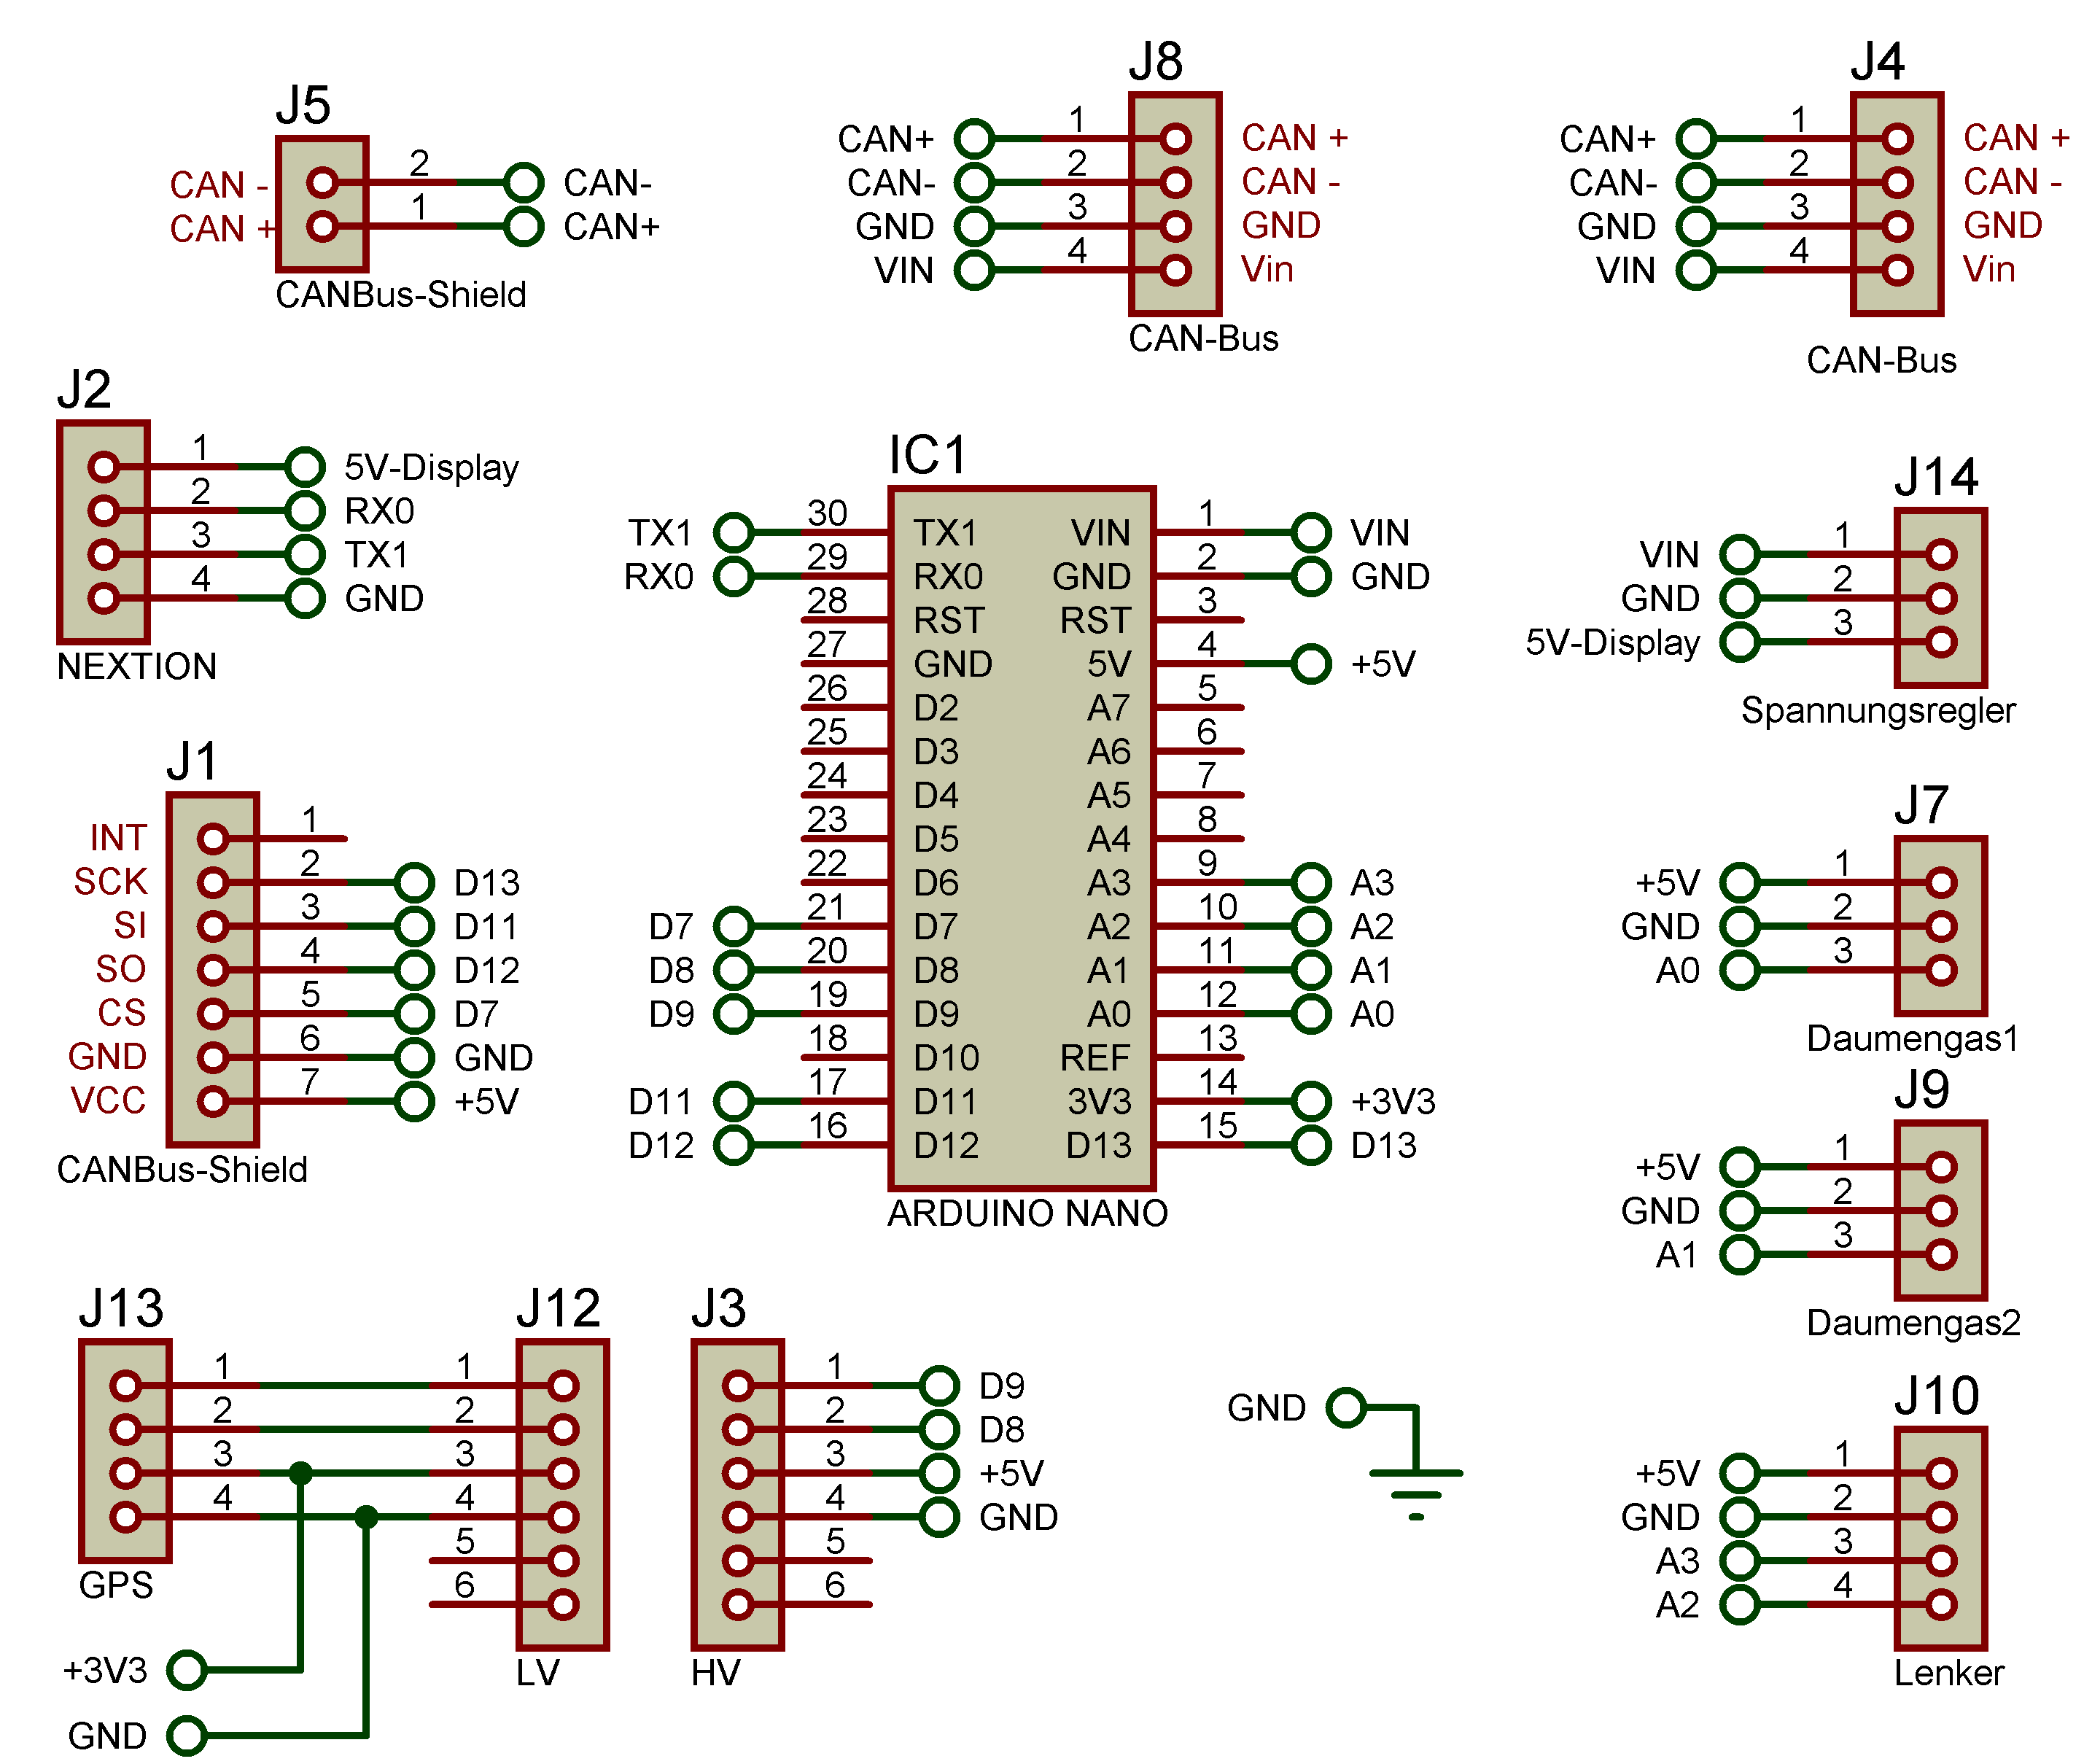 J5
CAN - 2 CAN-
CAN + 1 CAN+
CANBus-Shield
J8
CAN+ 1 CAN +
CAN- 2 CAN -
GND 3 GND
VIN 4 Vin
CAN-Bus
J4
CAN+ 1 CAN +
CAN- 2 CAN -
GND 3 GND
VIN 4 Vin
CAN-Bus
J2
1 5V-Display
2 RX0
3 TX1
4 GND
NEXTION
IC1
TX1 30 TX1 VIN 1 VIN
RX0 29 RX0 GND 2 GND
28 RST RST 3
27 GND 5V 4 +5V
26 D2 A7 5
25 D3 A6 6
24 D4 A5 7
23 D5 A4 8
22 D6 A3 9 A3
D7 21 D7 A2 10 A2
D8 20 D8 A1 11 A1
D9 19 D9 A0 12 A0
18 D10 REF 13
D11 17 D11 3V3 14 +3V3
D12 16 D12 D13 15 D13
ARDUINO NANO
J14
VIN 1
GND 2
5V-Display 3
Spannungsregler
J1
INT 1
SCK 2 D13
SI 3 D11
SO 4 D12
CS 5 D7
GND 6 GND
VCC 7 +5V
CANBus-Shield
J7
+5V 1
GND 2
A0 3
Daumengas1
J9
+5V 1
GND 2
A1 3
Daumengas2
J13
1
2
3
4
GPS
+3V3
GND
J12
1
2
3
4
5
6
LV
J3
1 D9
2 D8
3 +5V
4 GND
5
6
HV
GND
J10
+5V 1
GND 2
A3 3
A2 4
Lenker